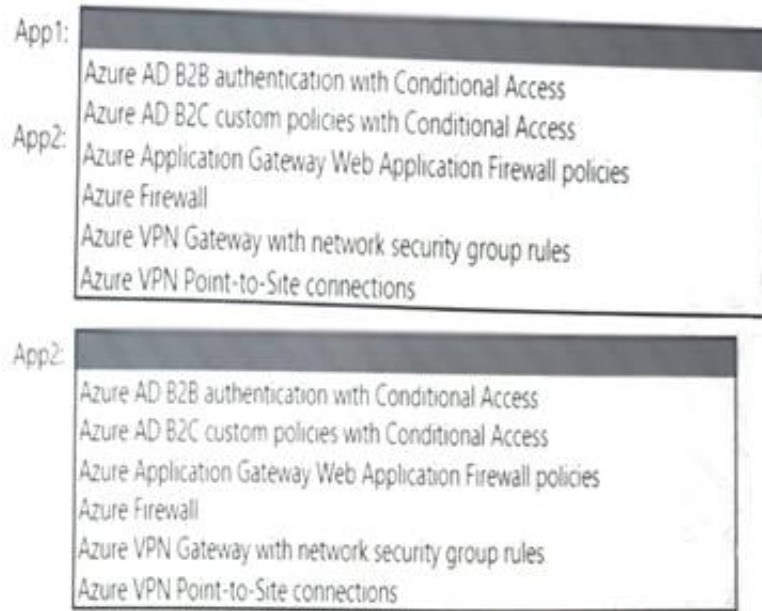 App1:
Azure AD B2B authentication with Conditional Access
Azure AD B2C custom policies with Conditional Access
App2:
Azure Application Gateway Web Application Firewall policies
Azure Firewall
Azure VPN Gateway with network security group rules
Azure VPN Point-to-Site connections
App2:
Azure AD B2B authentication with Conditional Access
Azure AD B2C custom policies with Conditional Access
Azure Application Gateway Web Application Firewall policies
Azure Firewall
Azure VPN Gateway with network security group rules
Azure VPN Point-to-Site connections